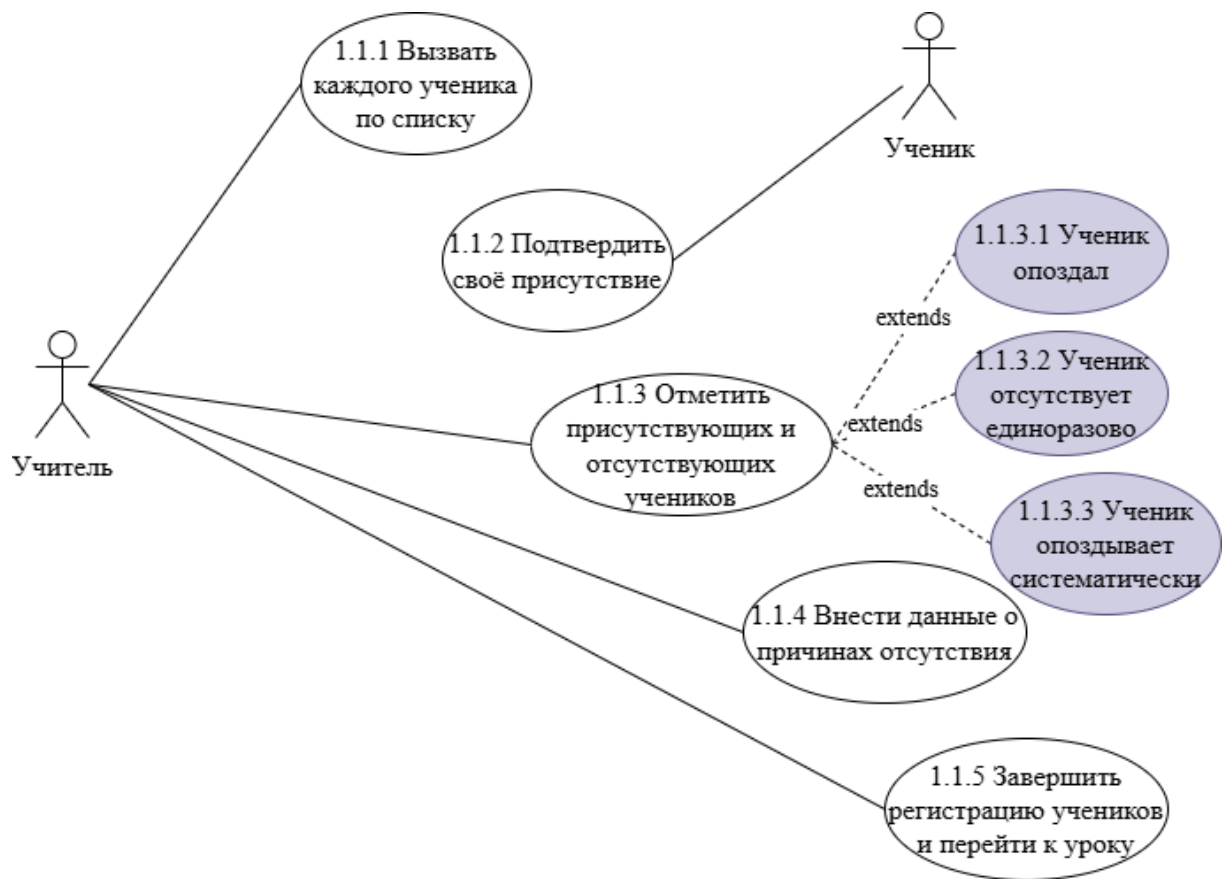 1.1.1 Вызвать
каждого ученика
по списку
Ученик
1.1.2 Подтвердить
своё присутствие
1.1.3.1 Ученик
опоздал
extends
1.1.3.2 Ученик
отсутствует
единоразово
extends
1.1.3 Отметить
присутствующих и
отсутствующих
учеников
Учитель
extends
1.1.3.3 Ученик
опоздывает
систематически
1.1.4 Внести данные о
причинах отсутствия
1.1.5 Завершить
регистрацию учеников
и перейти к уроку